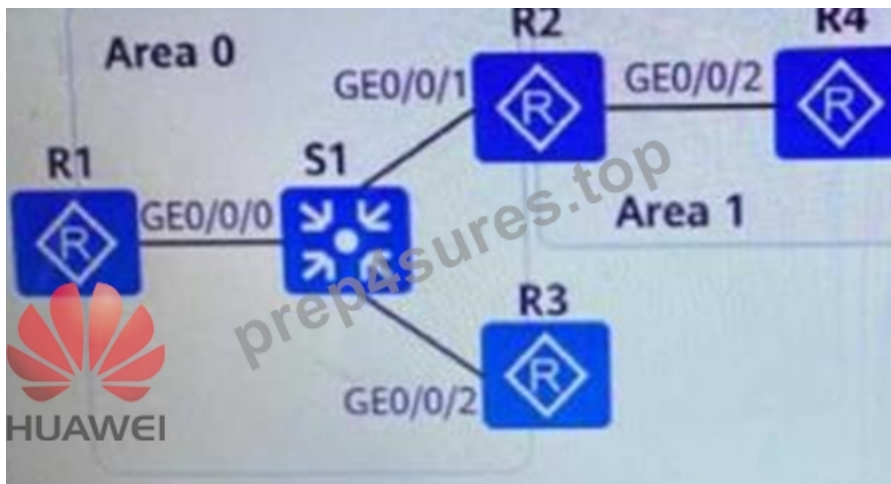 Area 0
R2
R4
GE0/0/1
GE0/0/2
R1
S1
GE0/0/0
Area 1
R3
GE0/0/2
HUAWEI
prep4sures.top